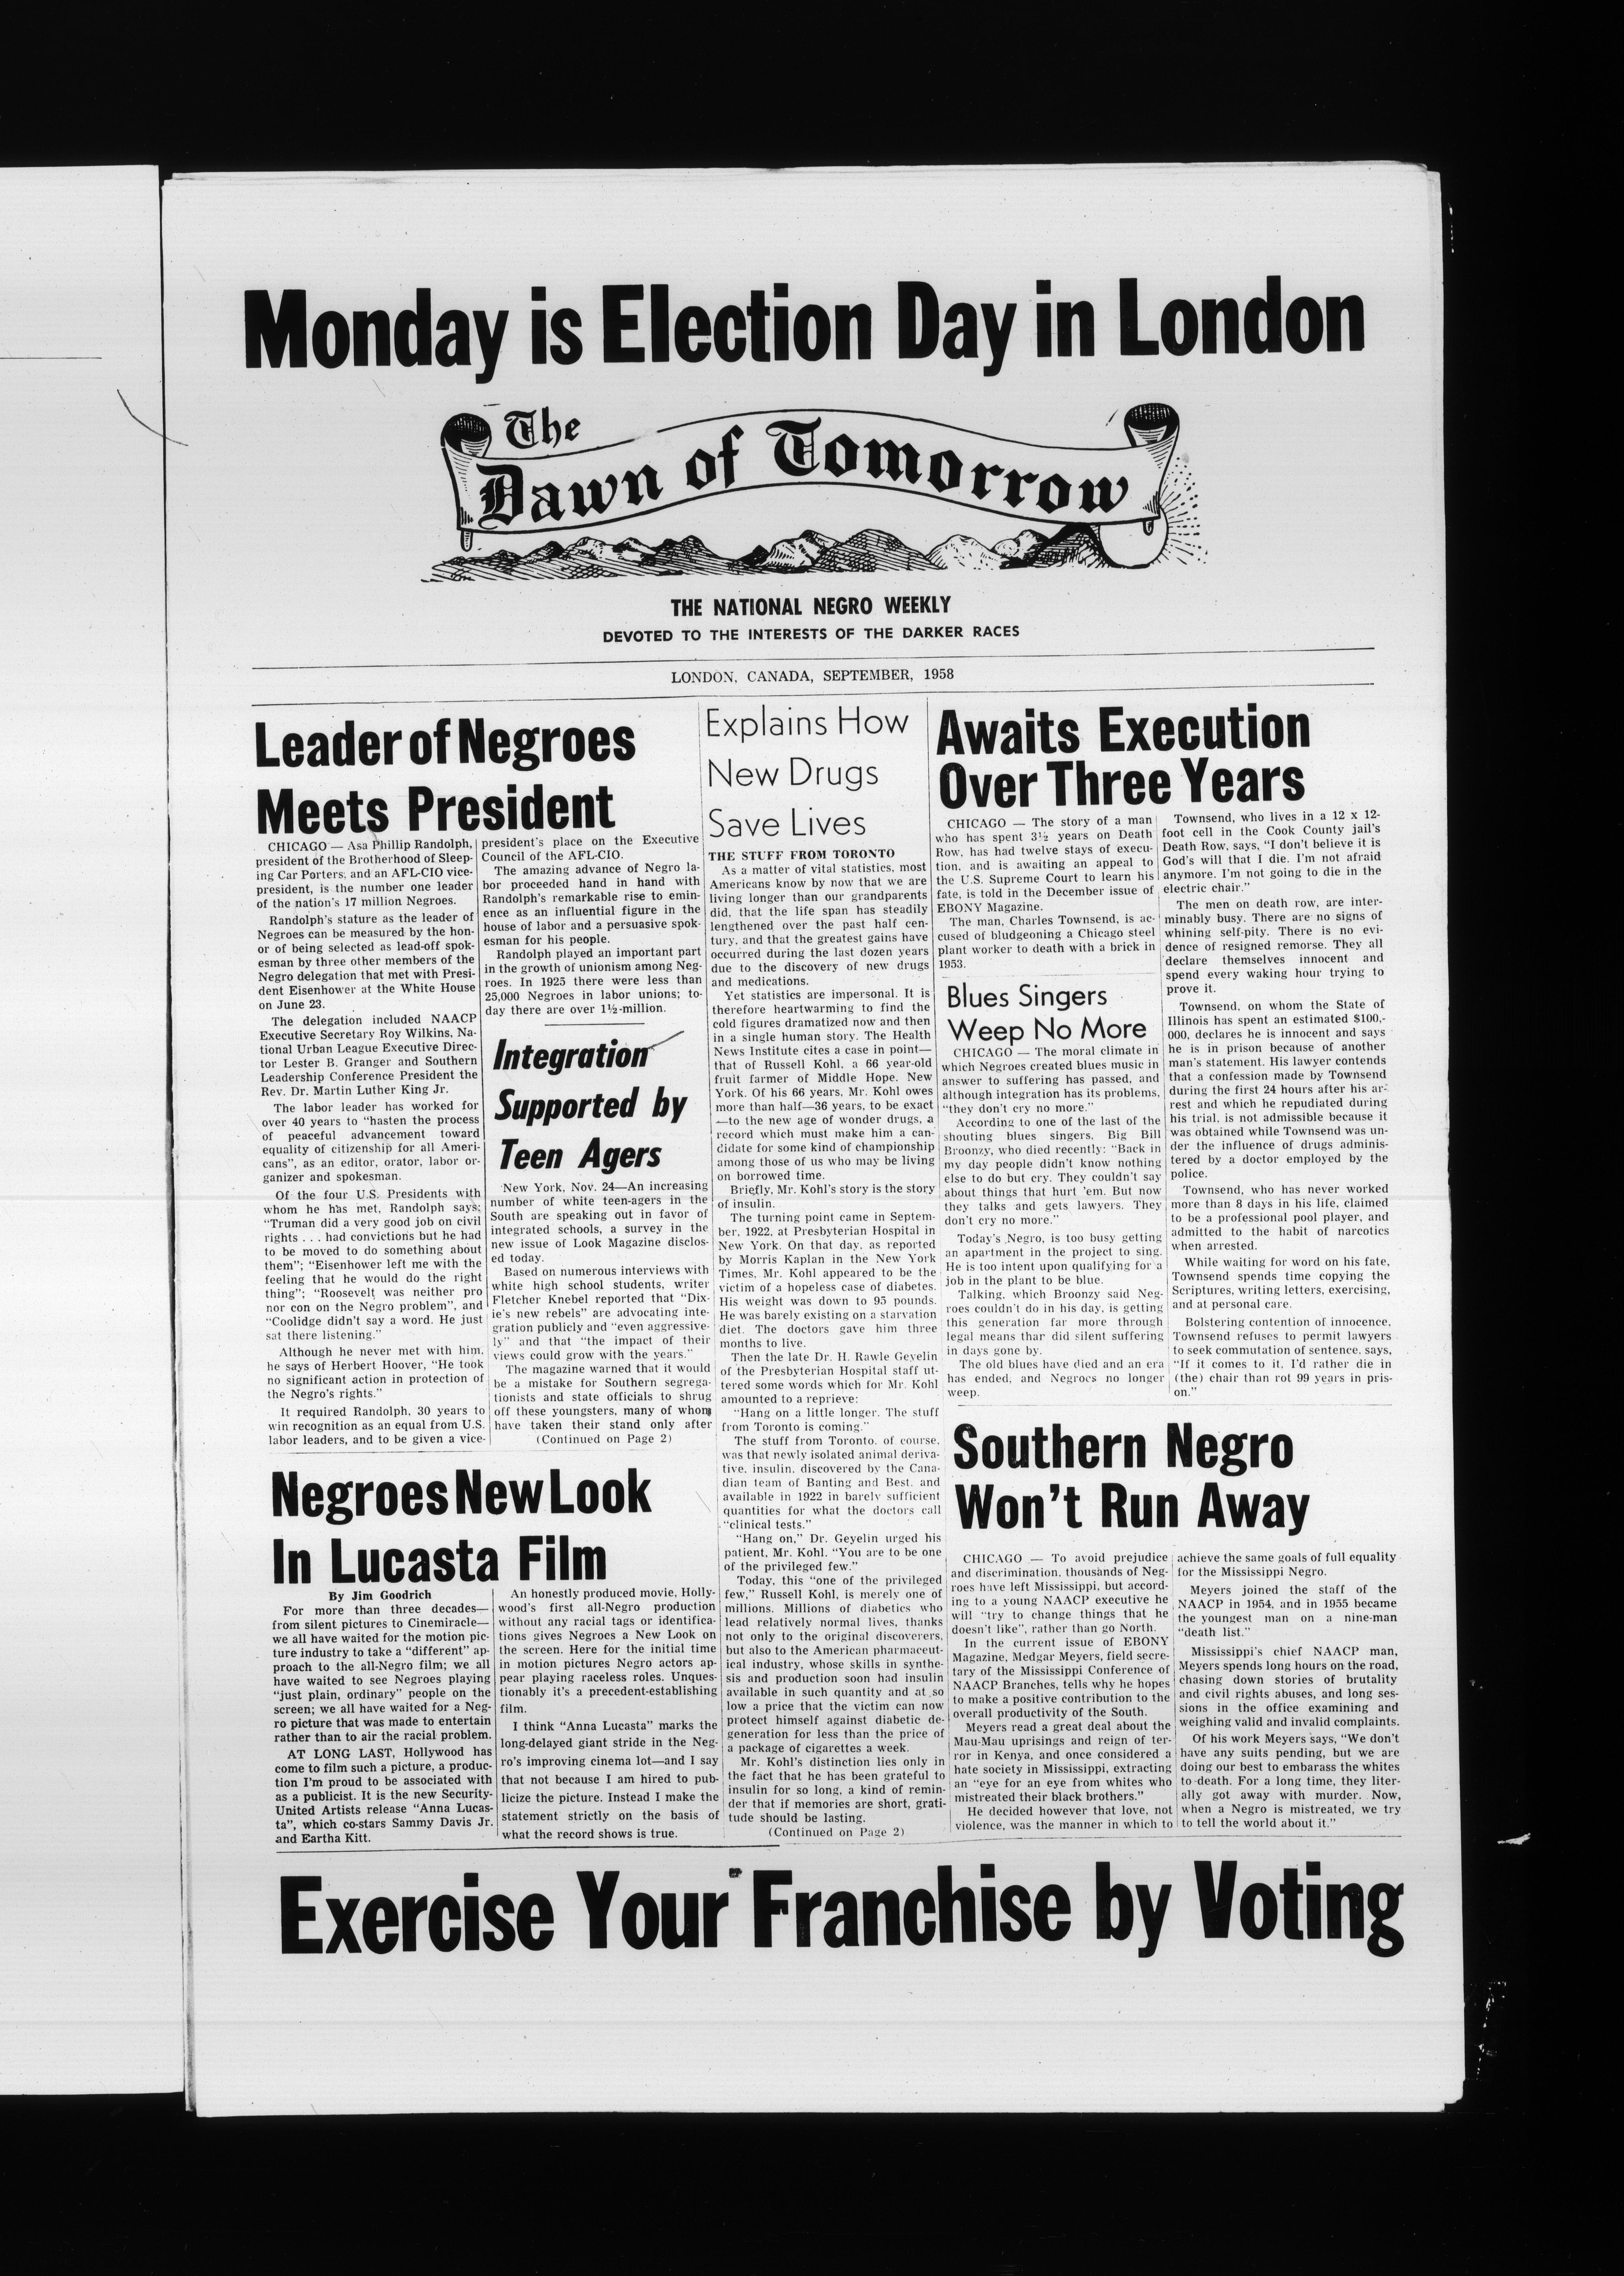 Monday is Election Day in London
The
Dawn of Tomorrow
THE NATIONAL NEGRO WEEKLY
DEVOTED TO THE INTERESTS OF THE DARKER RACES
LONDON, CANADA, SEPTEMBER, 1958
Leader of Negroes
Meets President
CHICAGO — Asa Phillip Randolph,
president of the Brotherhood of Sleep-
ing Car Porters, and an AFL-CIO vice-
president, is the number one leader
of the nation's 17 million Negroes.
Randolph's stature as the leader of
Negroes can be measured by the hon-
or of being selected as lead-off spok-
esman by three other members of the
Negro delegation that met with Presi-
dent Eisenhower at the White House
on June 23.
The delegation included NAACP
Executive Secretary Roy Wilkins, Na-
tional Urban League Executive Direc-
tor Lester B. Granger and Southern
Leadership Conference President the
Rev. Dr. Martin Luther King Jr.
The labor leader has worked for
over 40 years to "hasten the process
of peaceful advancement toward
equality of citizenship for all Ameri-
cans", as an editor, orator, labor or-
ganizer and spokesman.
Of the four U.S. Presidents with
whom he has met, Randolph says:
"Truman did a very good job on civil
rights . . . had convictions but he had
to be moved to do something about
them"; "Eisenhower left me with the
feeling that he would do the right
thing"; "Roosevelt was neither pro
nor con on the Negro problem", and
"Coolidge didn't say a word. He just
sat there listening."
Although he never met with him,
he says of Herbert Hoover, "He took
no significant action in protection of
the Negro's rights."
It required Randolph, 30 years to
win recognition as an equal from U.S.
labor leaders, and to be given a vice-
president's place on the Executive
Council of the AFL-CIO.
The amazing advance of Negro la-
bor proceeded hand in hand with
Randolph's remarkable rise to emin-
ence as an influential figure in the
house of labor and a persuasive spok-
esman for his people.
Randolph played an important part
in the growth of unionism among Neg-
roes. In 1925 there were less than
25,000 Negroes in labor unions; to-
day there are over 1½-million.
Integration
Supported by
Teen Agers
New York, Nov. 24—An increasing
number of white teen-agers in the
South are speaking out in favor of
integrated schools, a survey in the
new issue of Look Magazine disclos-
ed today.
Based on numerous interviews with
white high school students, writer
Fletcher Knebel reported that "Dix-
ie's new rebels" are advocating inte-
gration publicly and "even aggressive-
ly" and that "the impact of their
views could grow with the years."
The magazine warned that it would
be a mistake for Southern segrega-
tionists and state officials to shrug
off these youngsters, many of whom
have taken their stand only after
(Continued on Page 2)
Negroes New Look
In Lucasta Film
By Jim Goodrich
For more than three decades—
from silent pictures to Cinemiracle—
we all have waited for the motion pic-
ture industry to take a "different" ap-
proach to the all-Negro film; we all
have waited to see Negroes playing
"just plain, ordinary" people on the
screen; we all have waited for a Neg-
ro picture that was made to entertain
rather than to air the racial problem.
AT LONG LAST, Hollywood has
come to film such a picture, a produc-
tion I'm proud to be associated with
as a publicist. It is the new Security-
United Artists release "Anna Lucas-
ta", which co-stars Sammy Davis Jr.
and Eartha Kitt.
An honestly produced movie, Holly-
wood's first all-Negro production
without any racial tags or identifica-
tions gives Negroes a New Look on
the screen. Here for the initial time
in motion pictures Negro actors ap-
pear playing raceless roles. Unques-
tionably it's a precedent-establishing
film.
I think "Anna Lucasta" marks the
long-delayed giant stride in the Neg-
ro's improving cinema lot—and I say
that not because I am hired to pub-
licize the picture. Instead I make the
statement strictly on the basis of
what the record shows is true.
Explains How
New Drugs
Save Lives
THE STUFF FROM TORONTO
As a matter of vital statistics, most
Americans know by now that we are
living longer than our grandparents
did, that the life span has steadily
lengthened over the past half cen-
tury, and that the greatest gains have
occurred during the last dozen years
due to the discovery of new drugs
and medications.
Yet statistics are impersonal. It is
therefore heartwarming to find the
cold figures dramatized now and then
in a single human story. The Health
News Institute cites a case in point—
that of Russell Kohl, a 66 year-old
fruit farmer of Middle Hope, New
York. Of his 66 years, Mr. Kohl owes
more than half—36 years, to be exact
—to the new age of wonder drugs, a
record which must make him a can-
didate for some kind of championship
among those of us who may be living
on borrowed time.
Briefly, Mr. Kohl's story is the story
of insulin.
The turning point came in Septem-
ber, 1922, at Presbyterian Hospital in
New York. On that day, as reported
by Morris Kaplan in the New York
Times, Mr. Kohl appeared to be the
victim of a hopeless case of diabetes.
His weight was down to 95 pounds.
He was barely existing on a starvation
diet. The doctors gave him three
months to live.
Then the late Dr. H. Rawle Geyelin
of the Presbyterian Hospital staff ut-
tered some words which for Mr. Kohl
amounted to a reprieve:
"Hang on a little longer. The stuff
from Toronto is coming."
The stuff from Toronto, of course,
was that newly isolated animal deriva-
tive, insulin, discovered by the Cana-
dian team of Banting and Best, and
available in 1922 in barely sufficient
quantities for what the doctors call
"clinical tests."
"Hang on," Dr. Geyelin urged his
patient, Mr. Kohl. "You are to be one
of the privileged few."
Today, this "one of the privileged
few," Russell Kohl, is merely one of
millions. Millions of diabetics who
lead relatively normal lives, thanks
not only to the original discoverers,
but also to the American pharmaceut-
ical industry, whose skills in synthe-
sis and production soon had insulin
available in such quantity and at so
low a price that the victim can now
protect himself against diabetic de-
generation for less than the price of
a package of cigarettes a week.
Mr. Kohl's distinction lies only in
the fact that he has been grateful to
insulin for so long, a kind of remin-
der that if memories are short, grati-
tude should be lasting.
(Continued on Page 2)
Awaits Execution
Over Three Years
CHICAGO — The story of a man
who has spent 3½ years on Death
Row, has had twelve stays of execu-
tion, and is awaiting an appeal to
the U.S. Supreme Court to learn his
fate, is told in the December issue of
EBONY Magazine.
The man, Charles Townsend, is ac-
cused of bludgeoning a Chicago steel
plant worker to death with a brick in
1953.
Townsend, who lives in a 12 x 12-
foot cell in the Cook County jail's
Death Row, says, "I don't believe it is
God's will that I die. I'm not afraid
anymore. I'm not going to die in the
electric chair."
The men on death row, are inter-
minably busy. There are no signs of
whining self-pity. There is no evi-
dence of resigned remorse. They all
declare themselves innocent and
spend every waking hour trying to
prove it.
Townsend, on whom the State of
Illinois has spent an estimated $100,-
000, declares he is innocent and says
he is in prison because of another
man's statement. His lawyer contends
that a confession made by Townsend
during the first 24 hours after his ar-
rest and which he repudiated during
his trial, is not admissible because it
was obtained while Townsend was un-
der the influence of drugs adminis-
tered by a doctor employed by the
police.
Townsend, who has never worked
more than 8 days in his life, claimed
to be a professional pool player, and
admitted to the habit of narcotics
when arrested.
While waiting for word on his fate,
Townsend spends time copying the
Scriptures, writing letters, exercising,
and at personal care.
Bolstering contention of innocence,
Townsend refuses to permit lawyers
to seek commutation of sentence, says,
"If it comes to it, I'd rather die in
(the) chair than rot 99 years in pris-
on."
Blues Singers
Weep No More
CHICAGO — The moral climate in
which Negroes created blues music in
answer to suffering has passed, and
although integration has its problems,
"they don't cry no more."
According to one of the last of the
shouting blues singers, Big Bill
Broonzy, who died recently: "Back in
my day people didn't know nothing
else to do but cry. They couldn't say
about things that hurt 'em. But now
they talks and gets lawyers. They
don't cry no more."
Today's Negro, is too busy getting
an apartment in the project to sing.
He is too intent upon qualifying for a
job in the plant to be blue.
Talking, which Broonzy said Neg-
roes couldn't do in his day, is getting
this generation far more through
legal means thar did silent suffering
in days gone by.
The old blues have died and an era
has ended, and Negroes no longer
weep.
Southern Negro
Won't Run Away
CHICAGO — To avoid prejudice
and discrimination, thousands of Neg-
roes have left Mississippi, but accord-
ing to a young NAACP executive he
will "try to change things that he
doesn't like", rather than go North.
In the current issue of EBONY
Magazine, Medgar Meyers, field secre-
tary of the Mississippi Conference of
NAACP Branches, tells why he hopes
to make a positive contribution to the
overall productivity of the South.
Meyers read a great deal about the
Mau-Mau uprisings and reign of ter-
ror in Kenya, and once considered a
hate society in Mississippi, extracting
an "eye for an eye from whites who
mistreated their black brothers."
He decided however that love, not
violence, was the manner in which to
achieve the same goals of full equality
for the Mississippi Negro.
Meyers joined the staff of the
NAACP in 1954, and in 1955 became
the youngest man on a nine-man
"death list."
Mississippi's chief NAACP man,
Meyers spends long hours on the road,
chasing down stories of brutality
and civil rights abuses, and long ses-
sions in the office examining and
weighing valid and invalid complaints.
Of his work Meyers says, "We don't
have any suits pending, but we are
doing our best to embarass the whites
to death. For a long time, they liter-
ally got away with murder. Now,
when a Negro is mistreated, we try
to tell the world about it."
Exercise Your Franchise by Voting